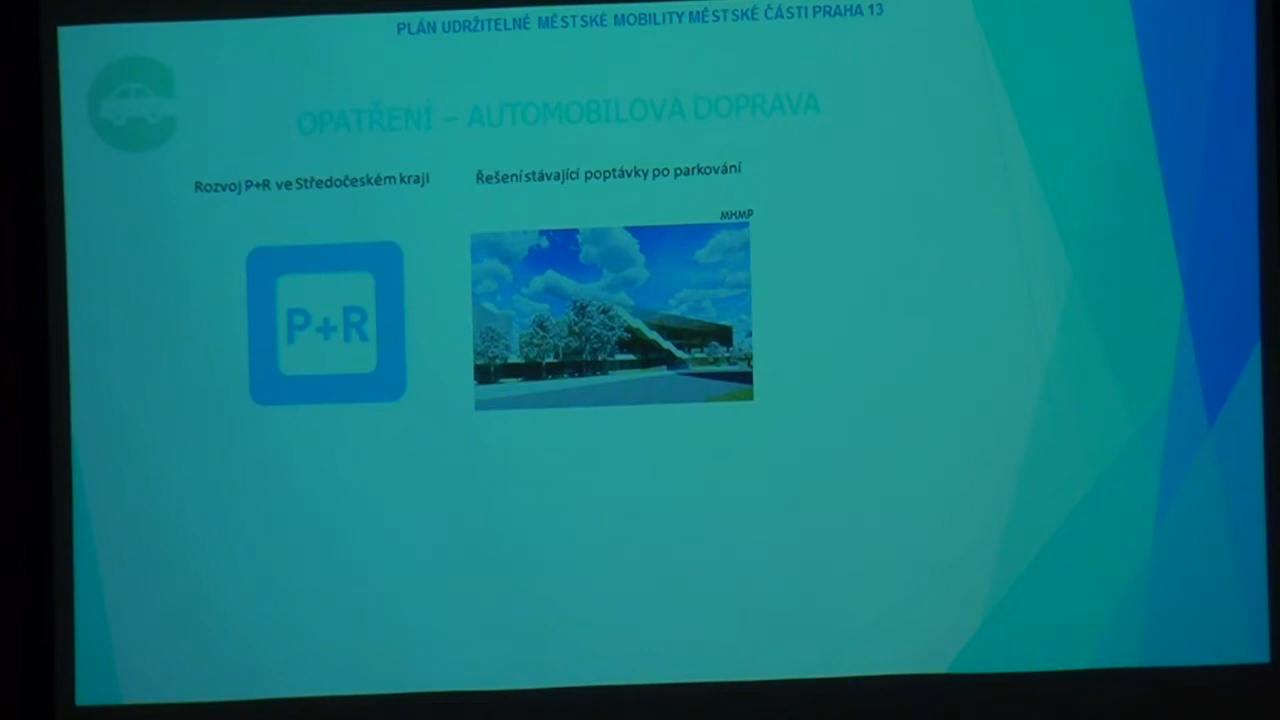 PLÁN UDRŽITELNÉ MĚSTSKÉ MOBILITY MĚSTSKÉ ČÁSTI PRAHA 13
OPATŘENÍ – AUTOMOBILOVÁ DOPRAVA
Rozvoj P+R ve Středočeském kraji
Řešení stávající poptávky po parkování
MHMP
P+R